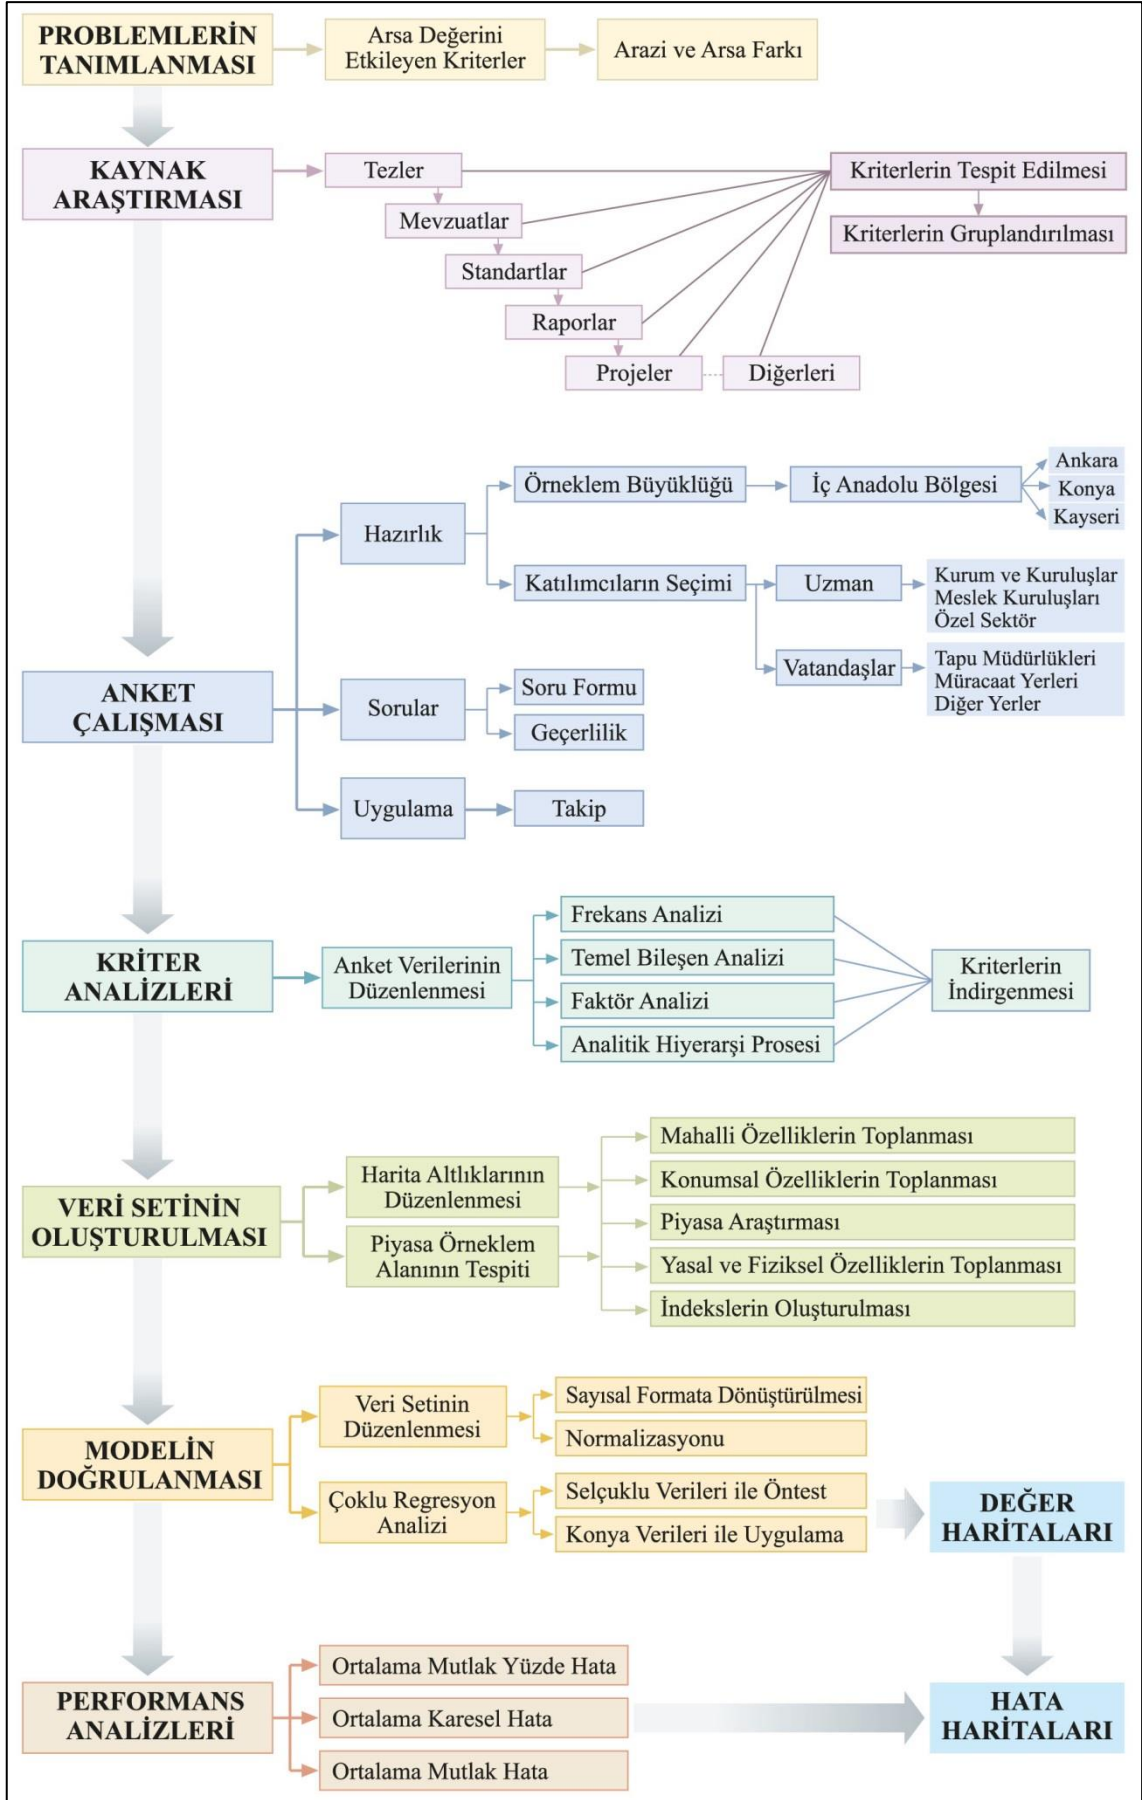 PROBLEMLERİN
TANIMLANMASI
Arsa Değerini
Etkileyen Kriterler
Arazi ve Arsa Farkı
KAYNAK
ARAŞTIRMASI
Tezler
Mevzuatlar
Standartlar
Raporlar
Projeler
Diğerleri
Kriterlerin Tespit Edilmesi
Kriterlerin Gruplandırılması
ANKET
ÇALIŞMASI
Hazırlık
Örneklem Büyüklüğü
İç Anadolu Bölgesi
Ankara
Konya
Kayseri
Katılımcıların Seçimi
Uzman
Kurum ve Kuruluşlar
Meslek Kuruluşları
Özel Sektör
Vatandaşlar
Tapu Müdürlükleri
Müracaat Yerleri
Diğer Yerler
Sorular
Soru Formu
Geçerlilik
Uygulama
Takip
KRİTER
ANALİZLERİ
Anket Verilerinin
Düzenlenmesi
Frekans Analizi
Temel Bileşen Analizi
Faktör Analizi
Analitik Hiyerarşi Prosesi
Kriterlerin
İndirgenmesi
VERİ SETİNİN
OLUŞTURULMASI
Harita Altlıklarının
Düzenlenmesi
Piyasa Örneklem
Alanının Tespiti
Mahalli Özelliklerin Toplanması
Konumsal Özelliklerin Toplanması
Piyasa Araştırması
Yasal ve Fiziksel Özelliklerin Toplanması
İndekslerin Oluşturulması
MODELİN
DOĞRULANMASI
Veri Setinin
Düzenlenmesi
Sayısal Formata Dönüştürülmesi
Normalizasyonu
Çoklu Regresyon
Analizi
Selçuklu Verileri ile Öntest
Konya Verileri ile Uygulama
DEĞER
HARİTALARI
PERFORMANS
ANALİZLERİ
Ortalama Mutlak Yüzde Hata
Ortalama Karesel Hata
Ortalama Mutlak Hata
HATA
HARİTALARI